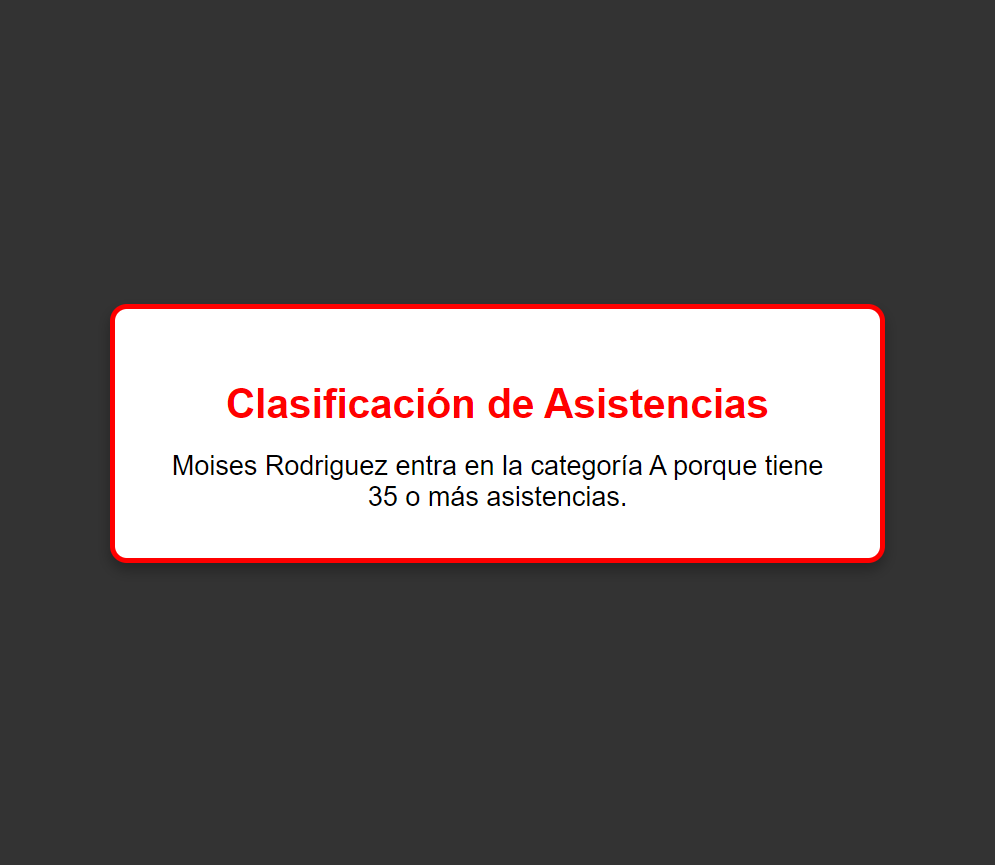 Clasificación de Asistencias
Moises Rodriguez entra en la categoría A porque tiene
35 o más asistencias.